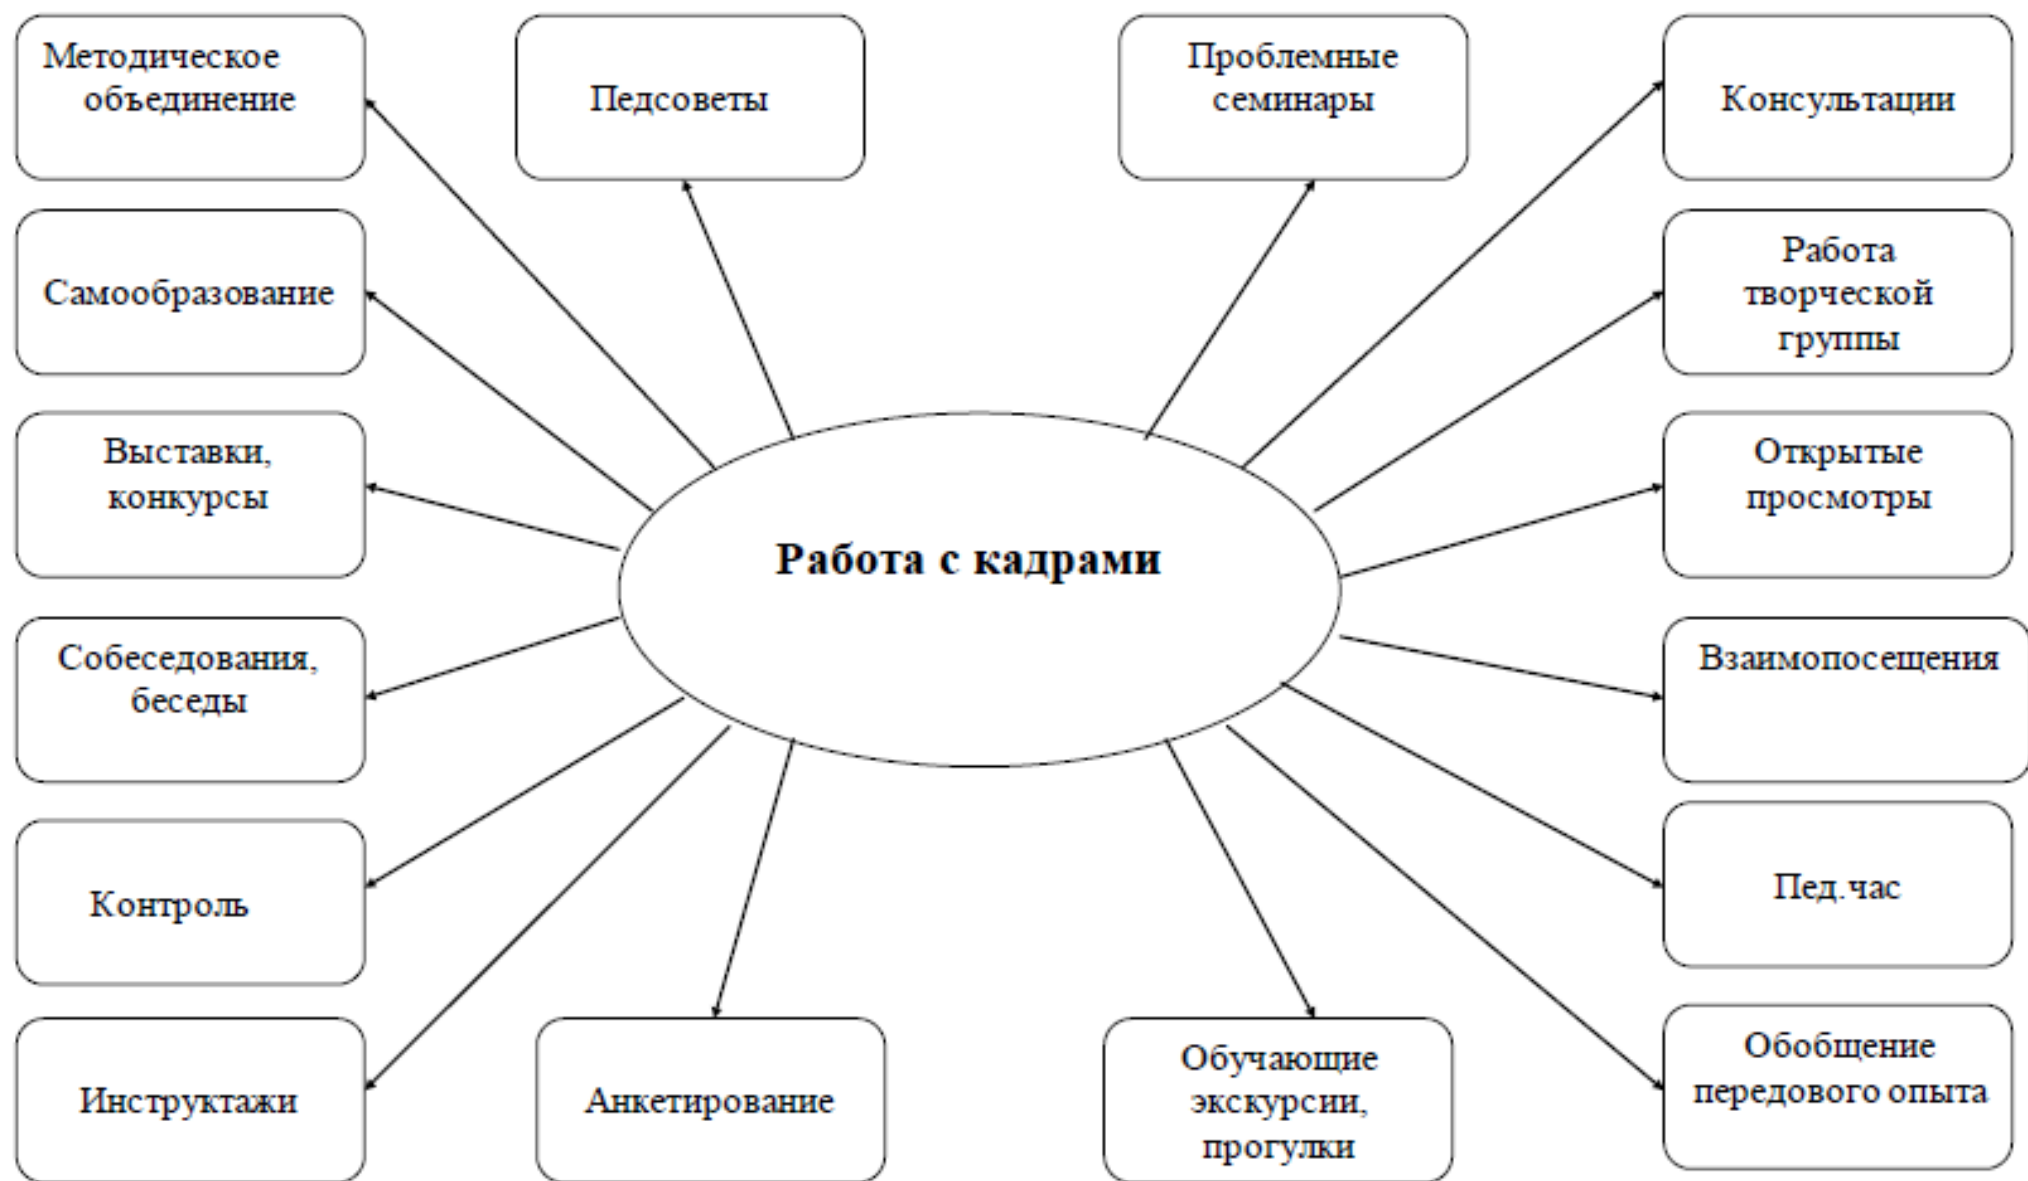 Методическое
объединение
Педсоветы
Проблемные
семинары
Консультации
Самообразование
Работа
творческой
группы
Выставки,
конкурсы
Открытые
просмотры
Работа с кадрами
Собеседования,
беседы
Взаимопосещения
Контроль
Пед.час
Инструктажи
Анкетирование
Обучающие
экскурсии,
прогулки
Обобщение
передового опыта